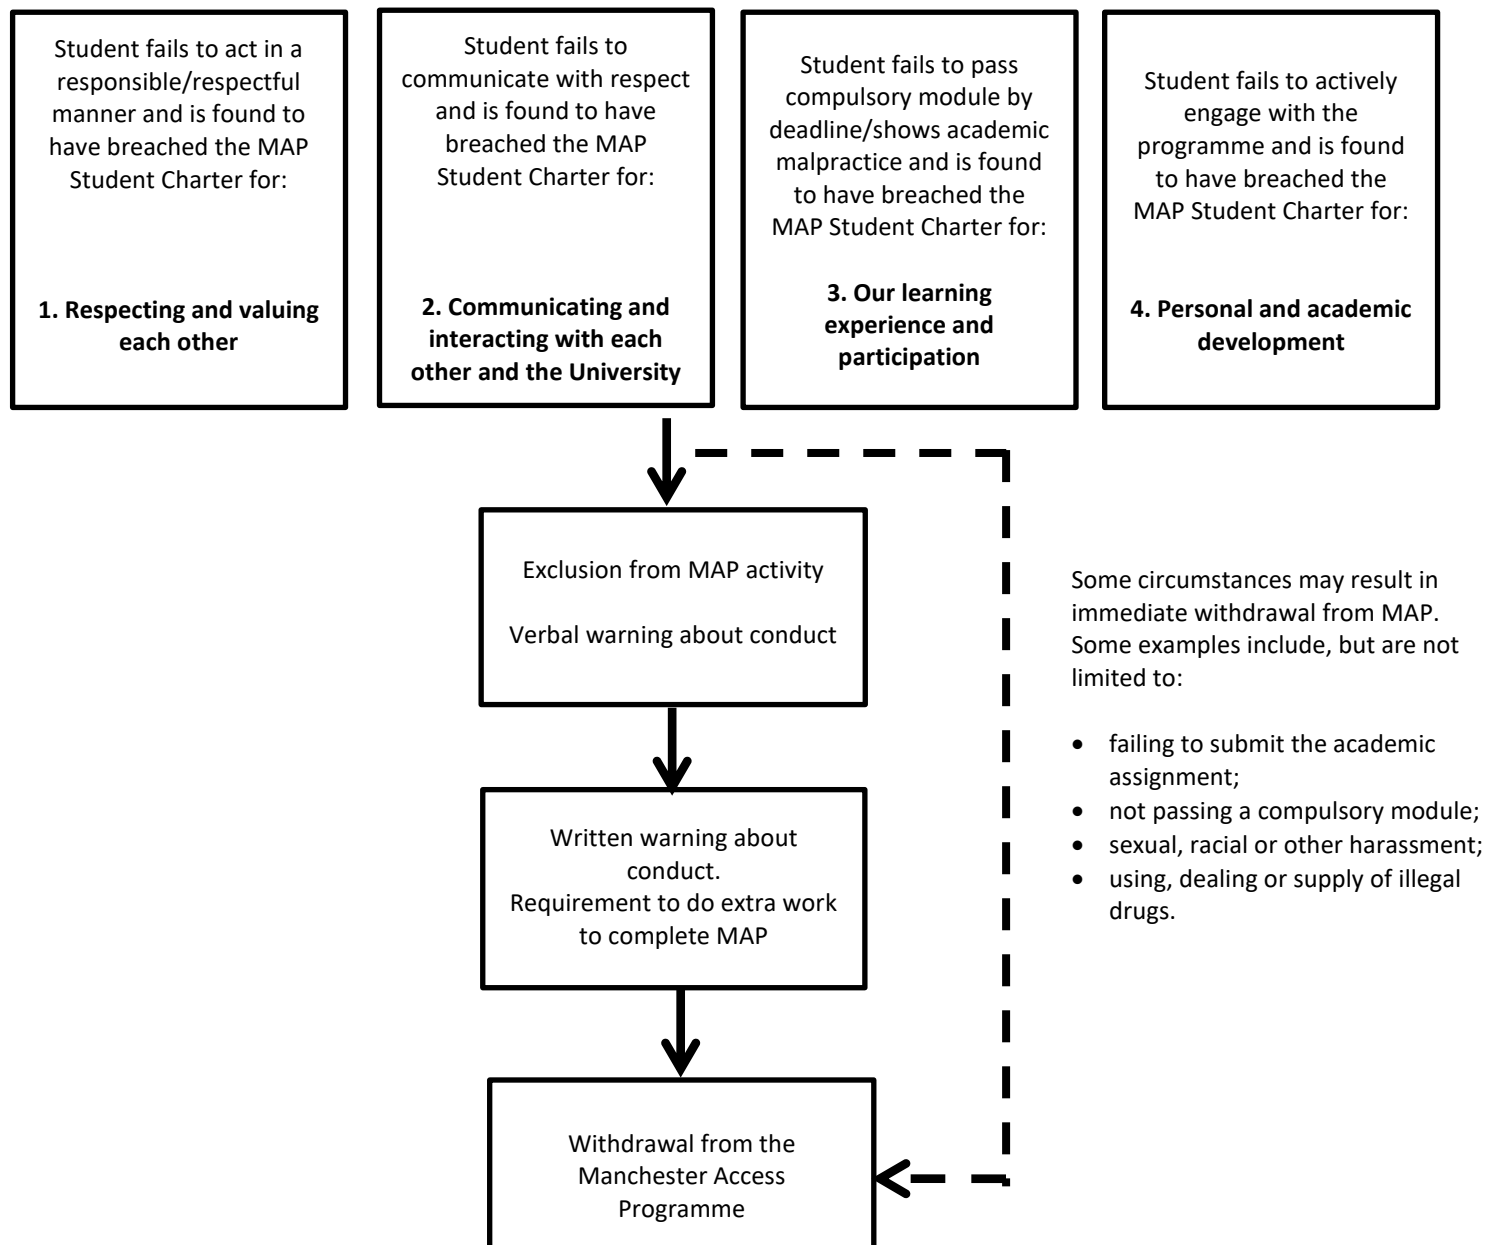 Student fails to act in a
responsible/respectful
manner and is found to
have breached the MAP
Student Charter for:
1. Respecting and valuing
each other
Student fails to
communicate with respect
and is found to have
breached the MAP
Student Charter for:
2. Communicating and
interacting with each
other and the University
Student fails to pass
compulsory module by
deadline/shows academic
malpractice and is found
to have breached the
MAP Student Charter for:
3. Our learning
experience and
participation
Student fails to actively
engage with the
programme and is found
to have breached the
MAP Student Charter for:
4. Personal and academic
development
Exclusion from MAP activity
Verbal warning about conduct
Written warning about
conduct.
Requirement to do extra work
to complete MAP
Withdrawal from the
Manchester Access
Programme
Some circumstances may result in
immediate withdrawal from MAP.
Some examples include, but are not
limited to:
• failing to submit the academic
assignment;
• not passing a compulsory module;
• sexual, racial or other harassment;
• using, dealing or supply of illegal
drugs.